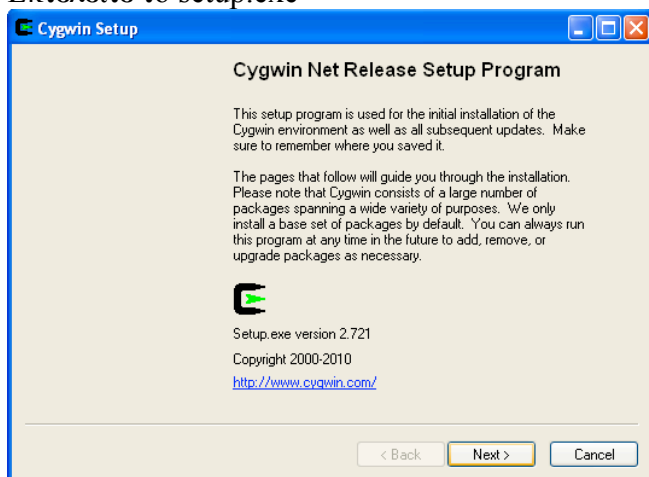 Εκτελέστε το setup.exe
Cygwin Setup
Cygwin Net Release Setup Program
This setup program is used for the initial installation of the
Cygwin environment as well as all subsequent updates. Make
sure to remember where you saved it.
The pages that follow will guide you through the installation.
Please note that Cygwin consists of a large number of
packages spanning a wide variety of purposes. We only
install a base set of packages by default. You can always run
this program at any time in the future to add, remove, or
upgrade packages as necessary.
Setup.exe version 2.721
Copyright 2000-2010
http://www.cygwin.com/
< Back Next > Cancel